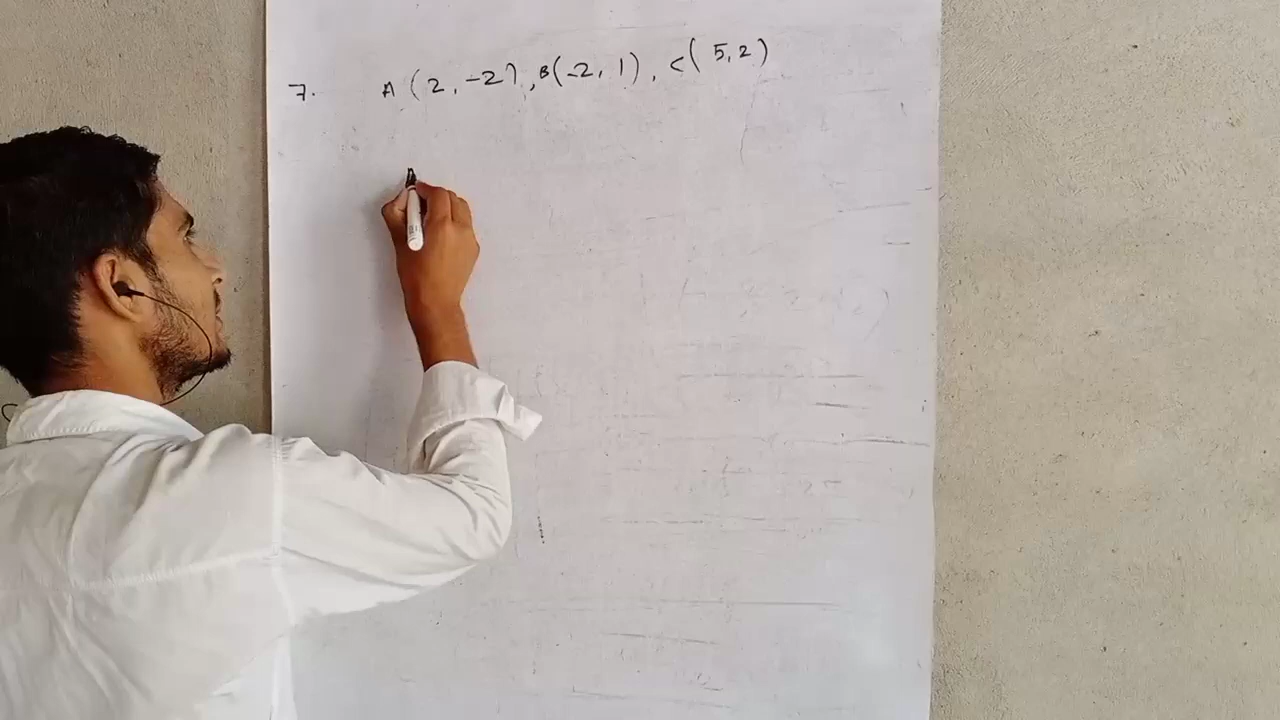 7. A (2, -2), B(-2, 1), C(5, 2)